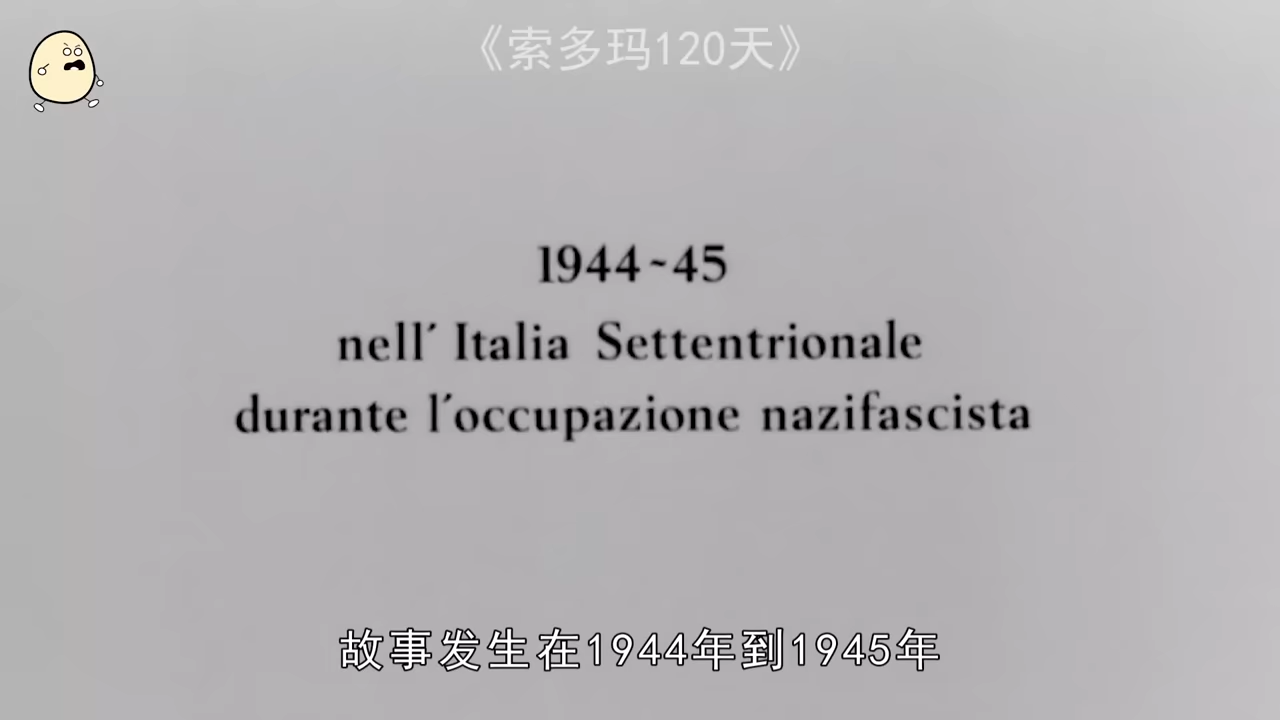 《索多玛120天》
1944~45
nell´ Italia Settentrionale
durante l´occupazione nazifascista
故事发生在1944年到1945年